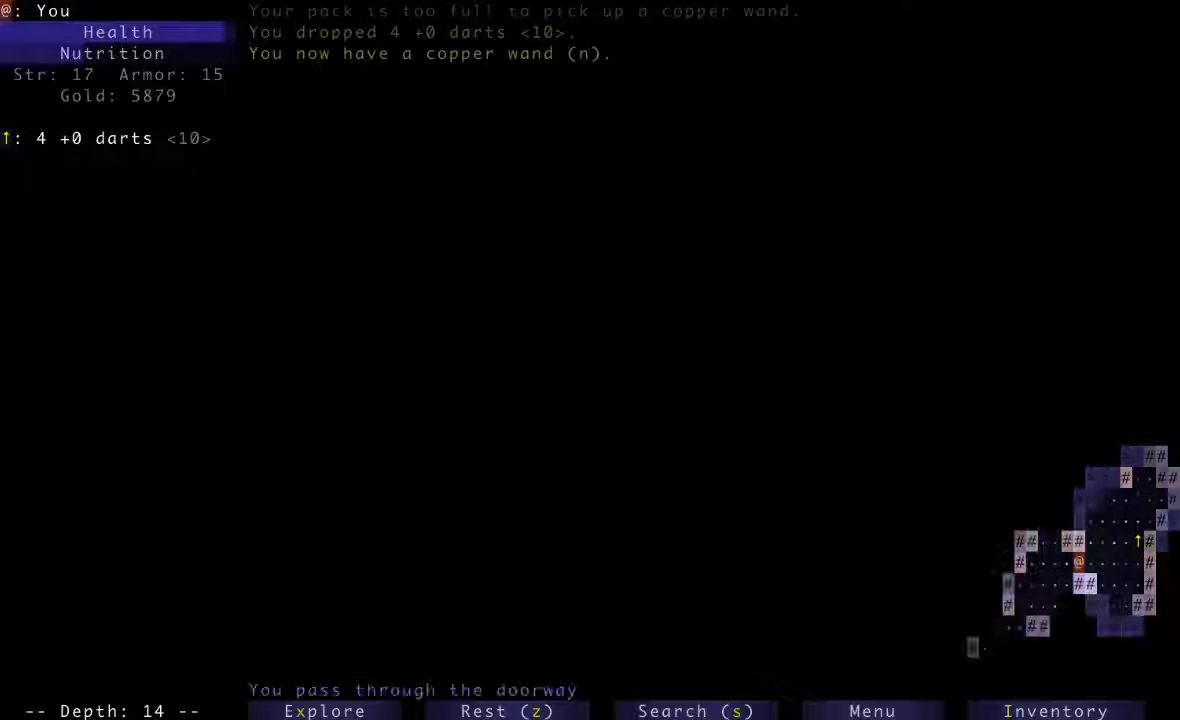 @: You
Your pack is too full to pick up a copper wand.
Health
You dropped 4 +0 darts <10>.
Nutrition
You now have a copper wand (n).
Str: 17 Armor: 15
Gold: 5879
↑: 4 +0 darts <10>
You pass through the doorway
-- Depth: 14 --
Explore
Rest (z)
Search (s)
Menu
Inventory